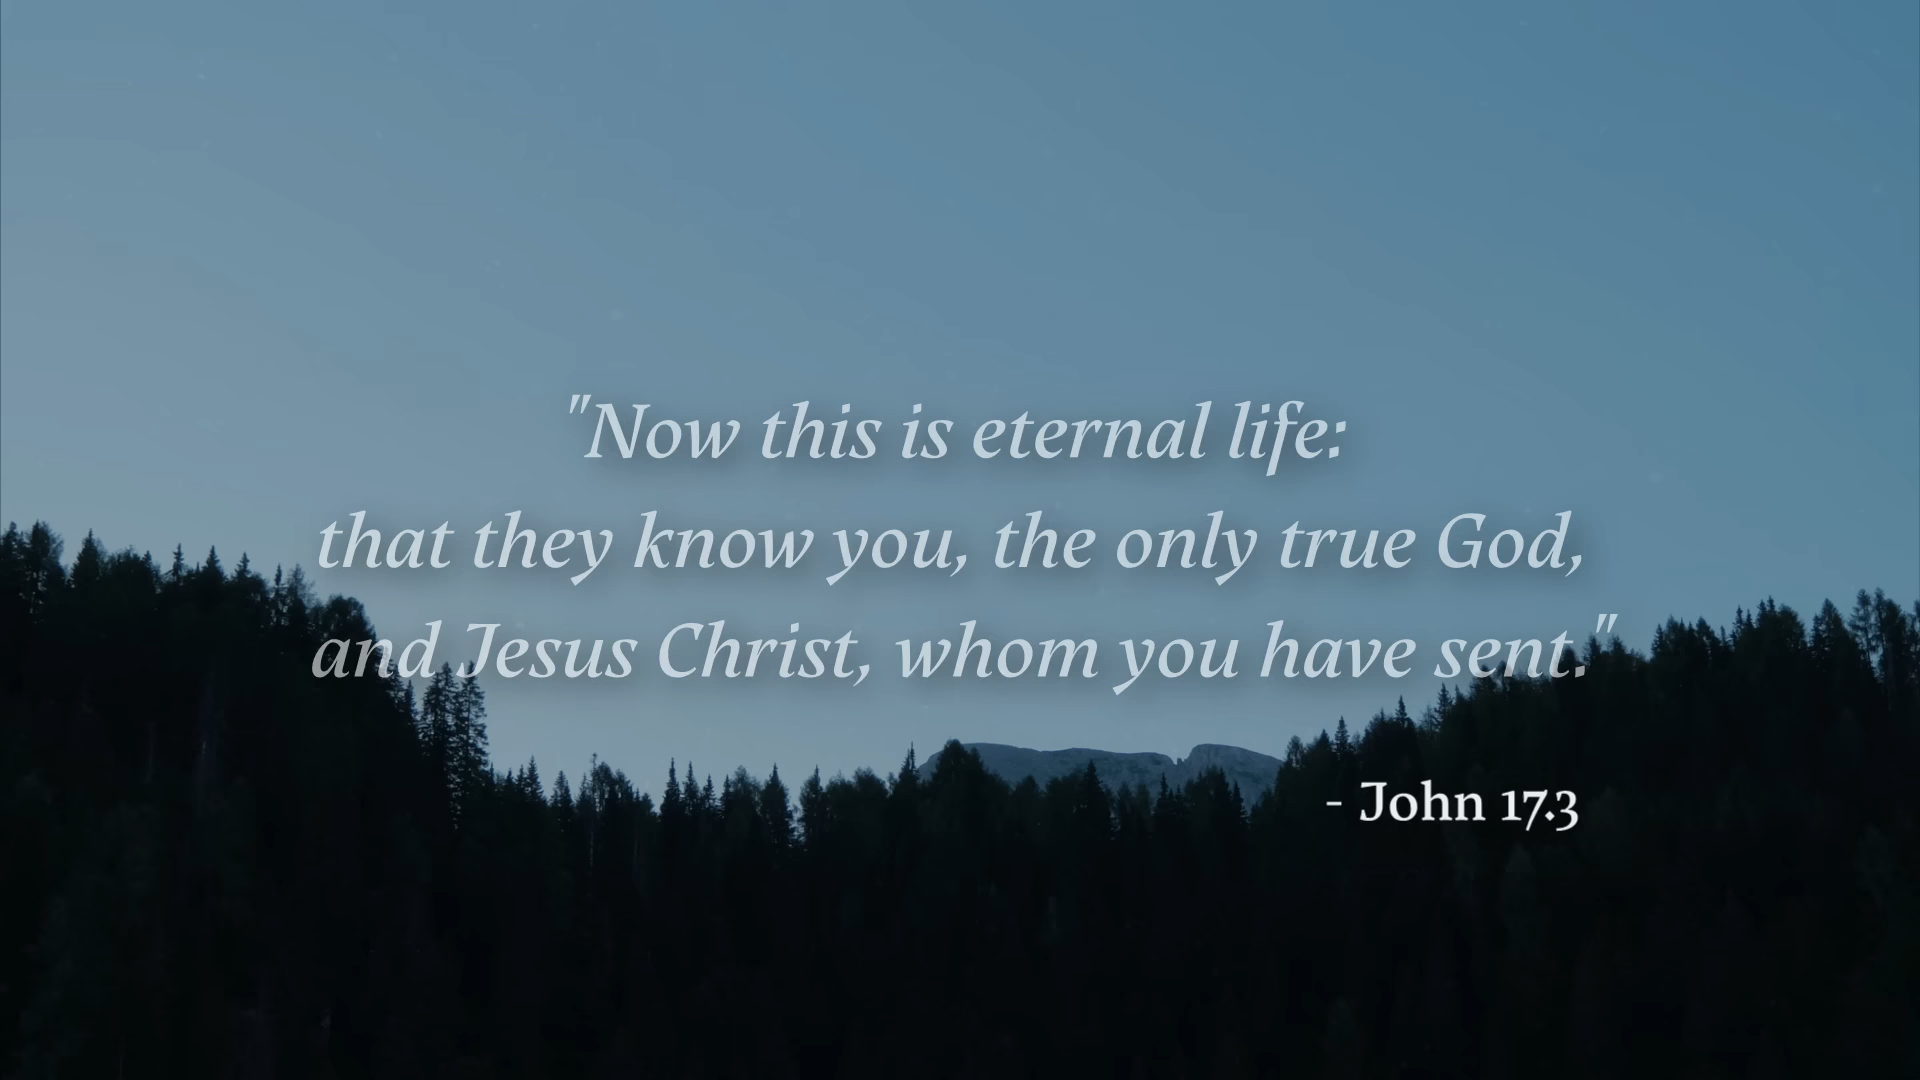 "Now this is eternal life:
that they know you, the only true God,
and Jesus Christ, whom you have sent."
- John 17.3